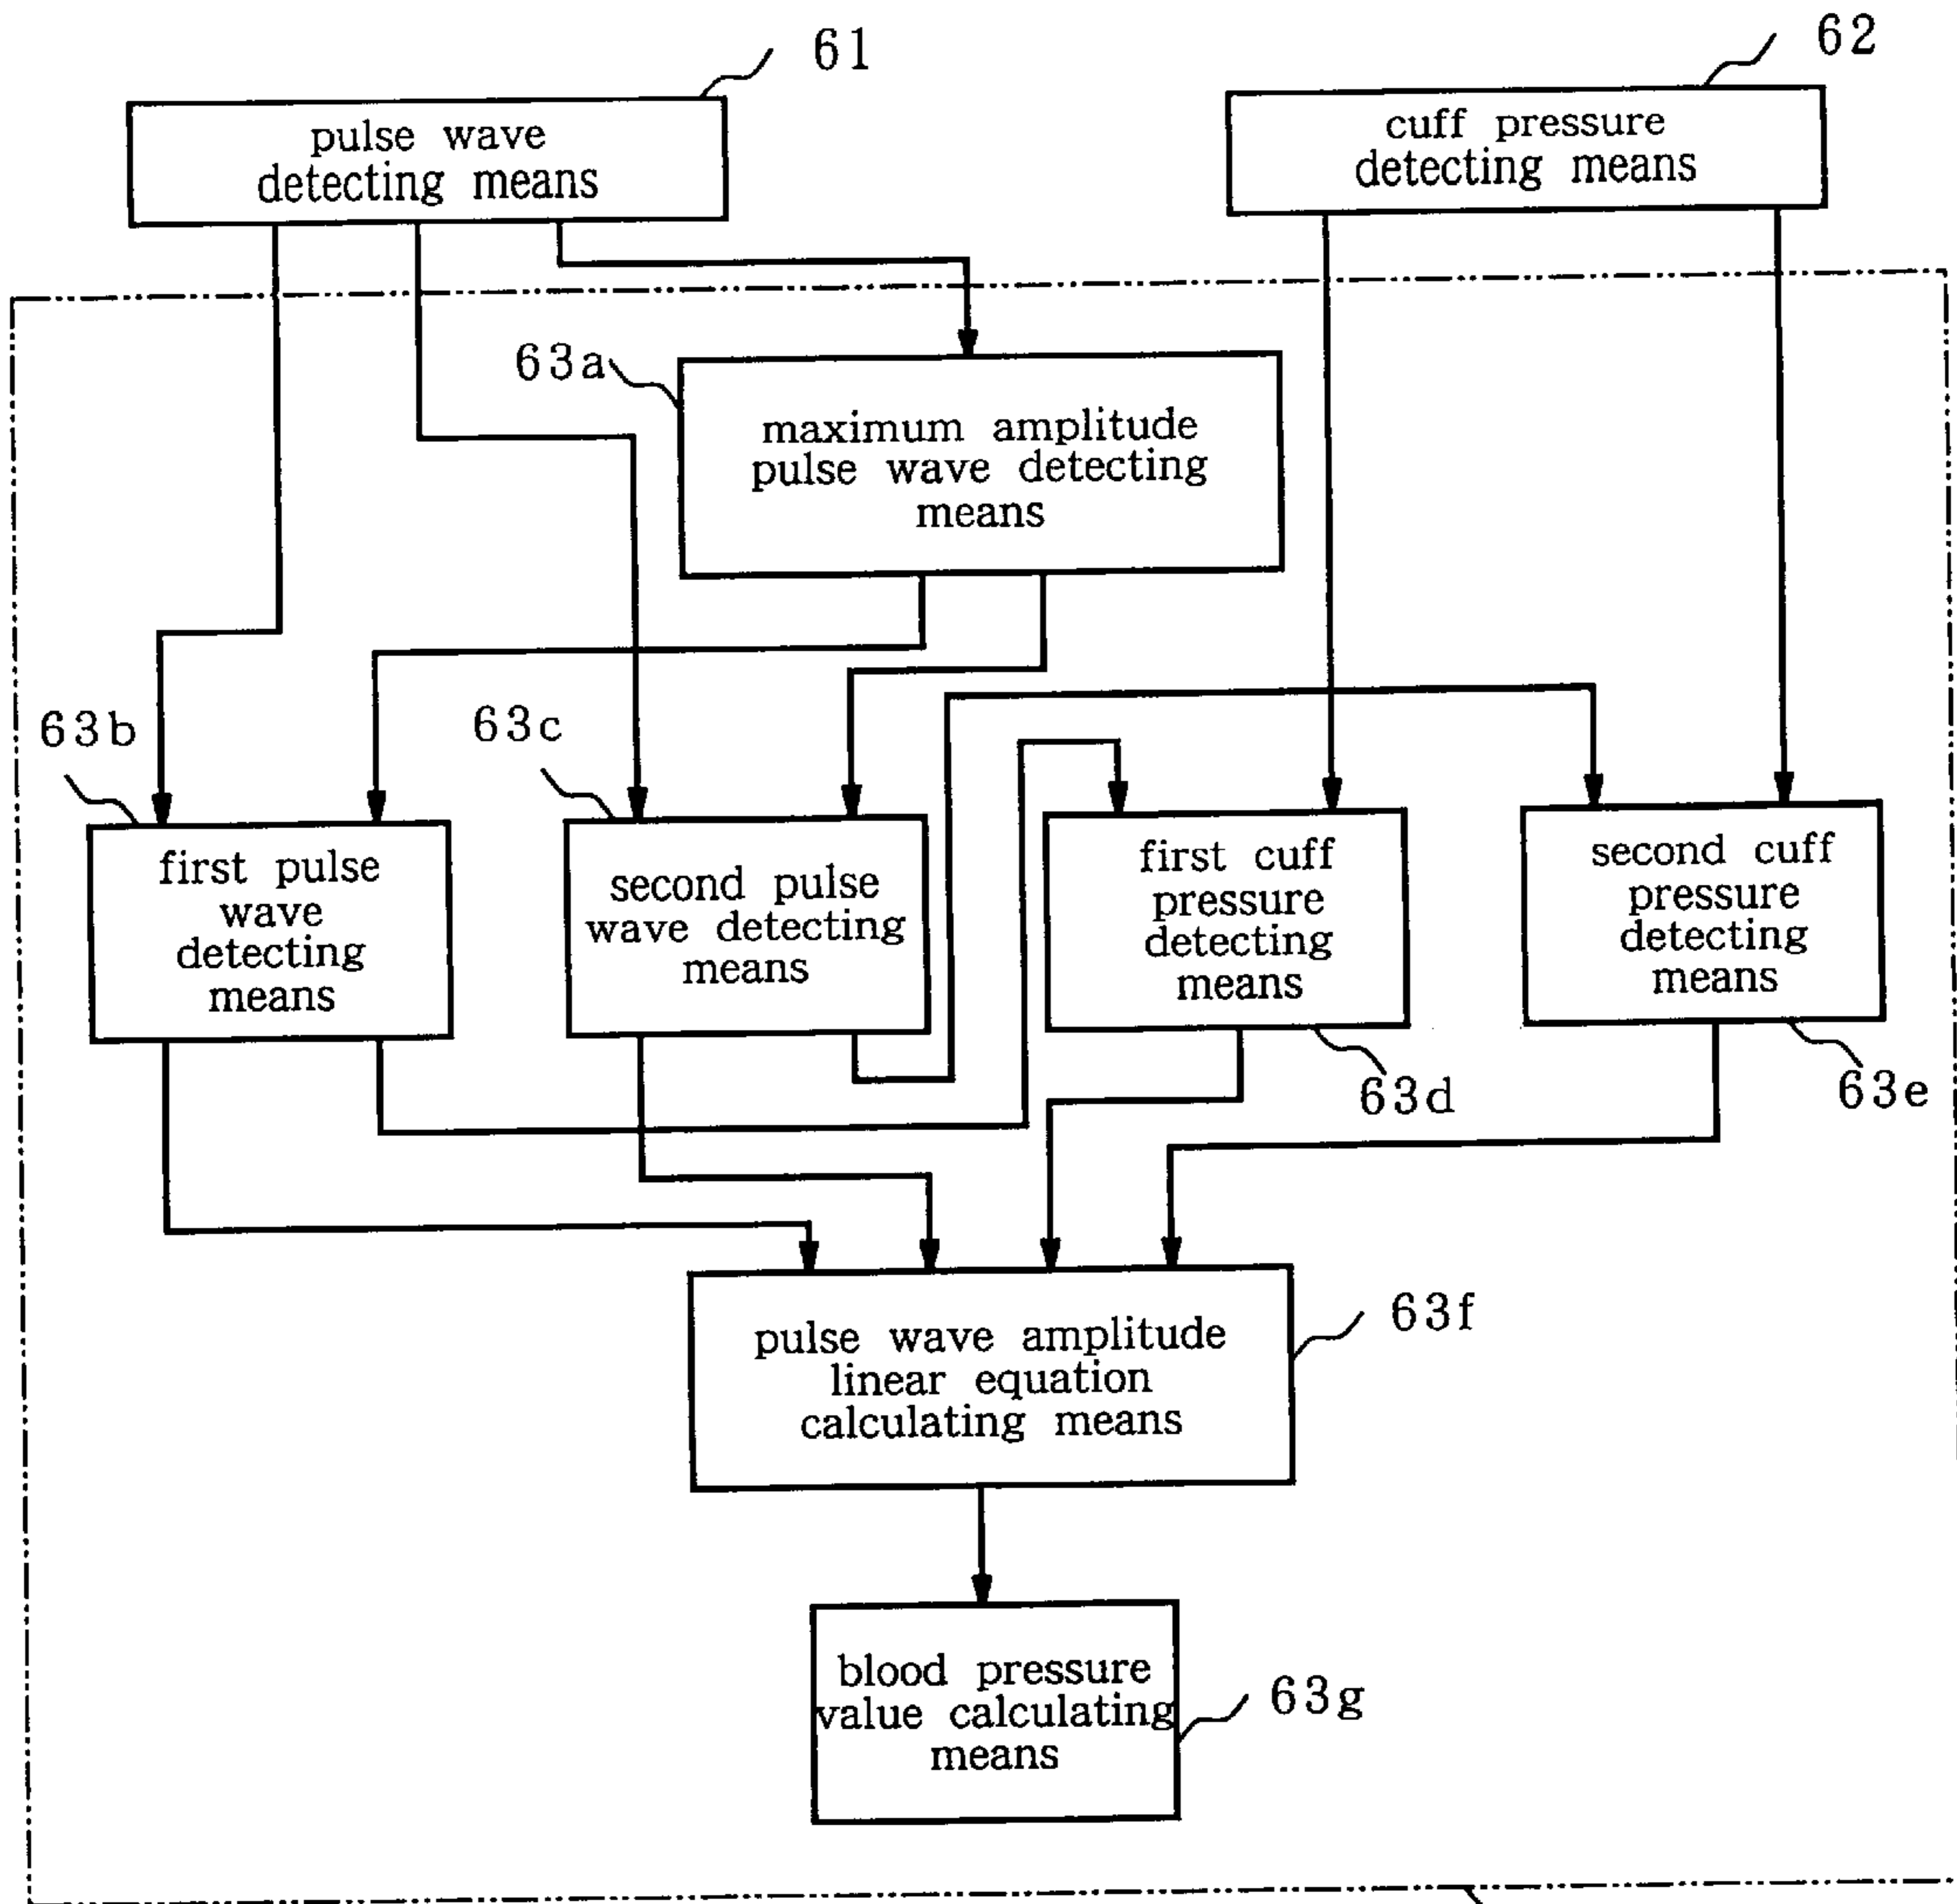 61
62
pulse wave
detecting means
cuff pressure
detecting means
63a
maximum amplitude
pulse wave detecting
means
63b
63c
first pulse
wave
detecting
means
second pulse
wave detecting
means
first cuff
pressure
detecting
means
second cuff
pressure
detecting
means
63d
63e
pulse wave amplitude
linear equation
calculating means
63f
blood pressure
value calculating
means
63g